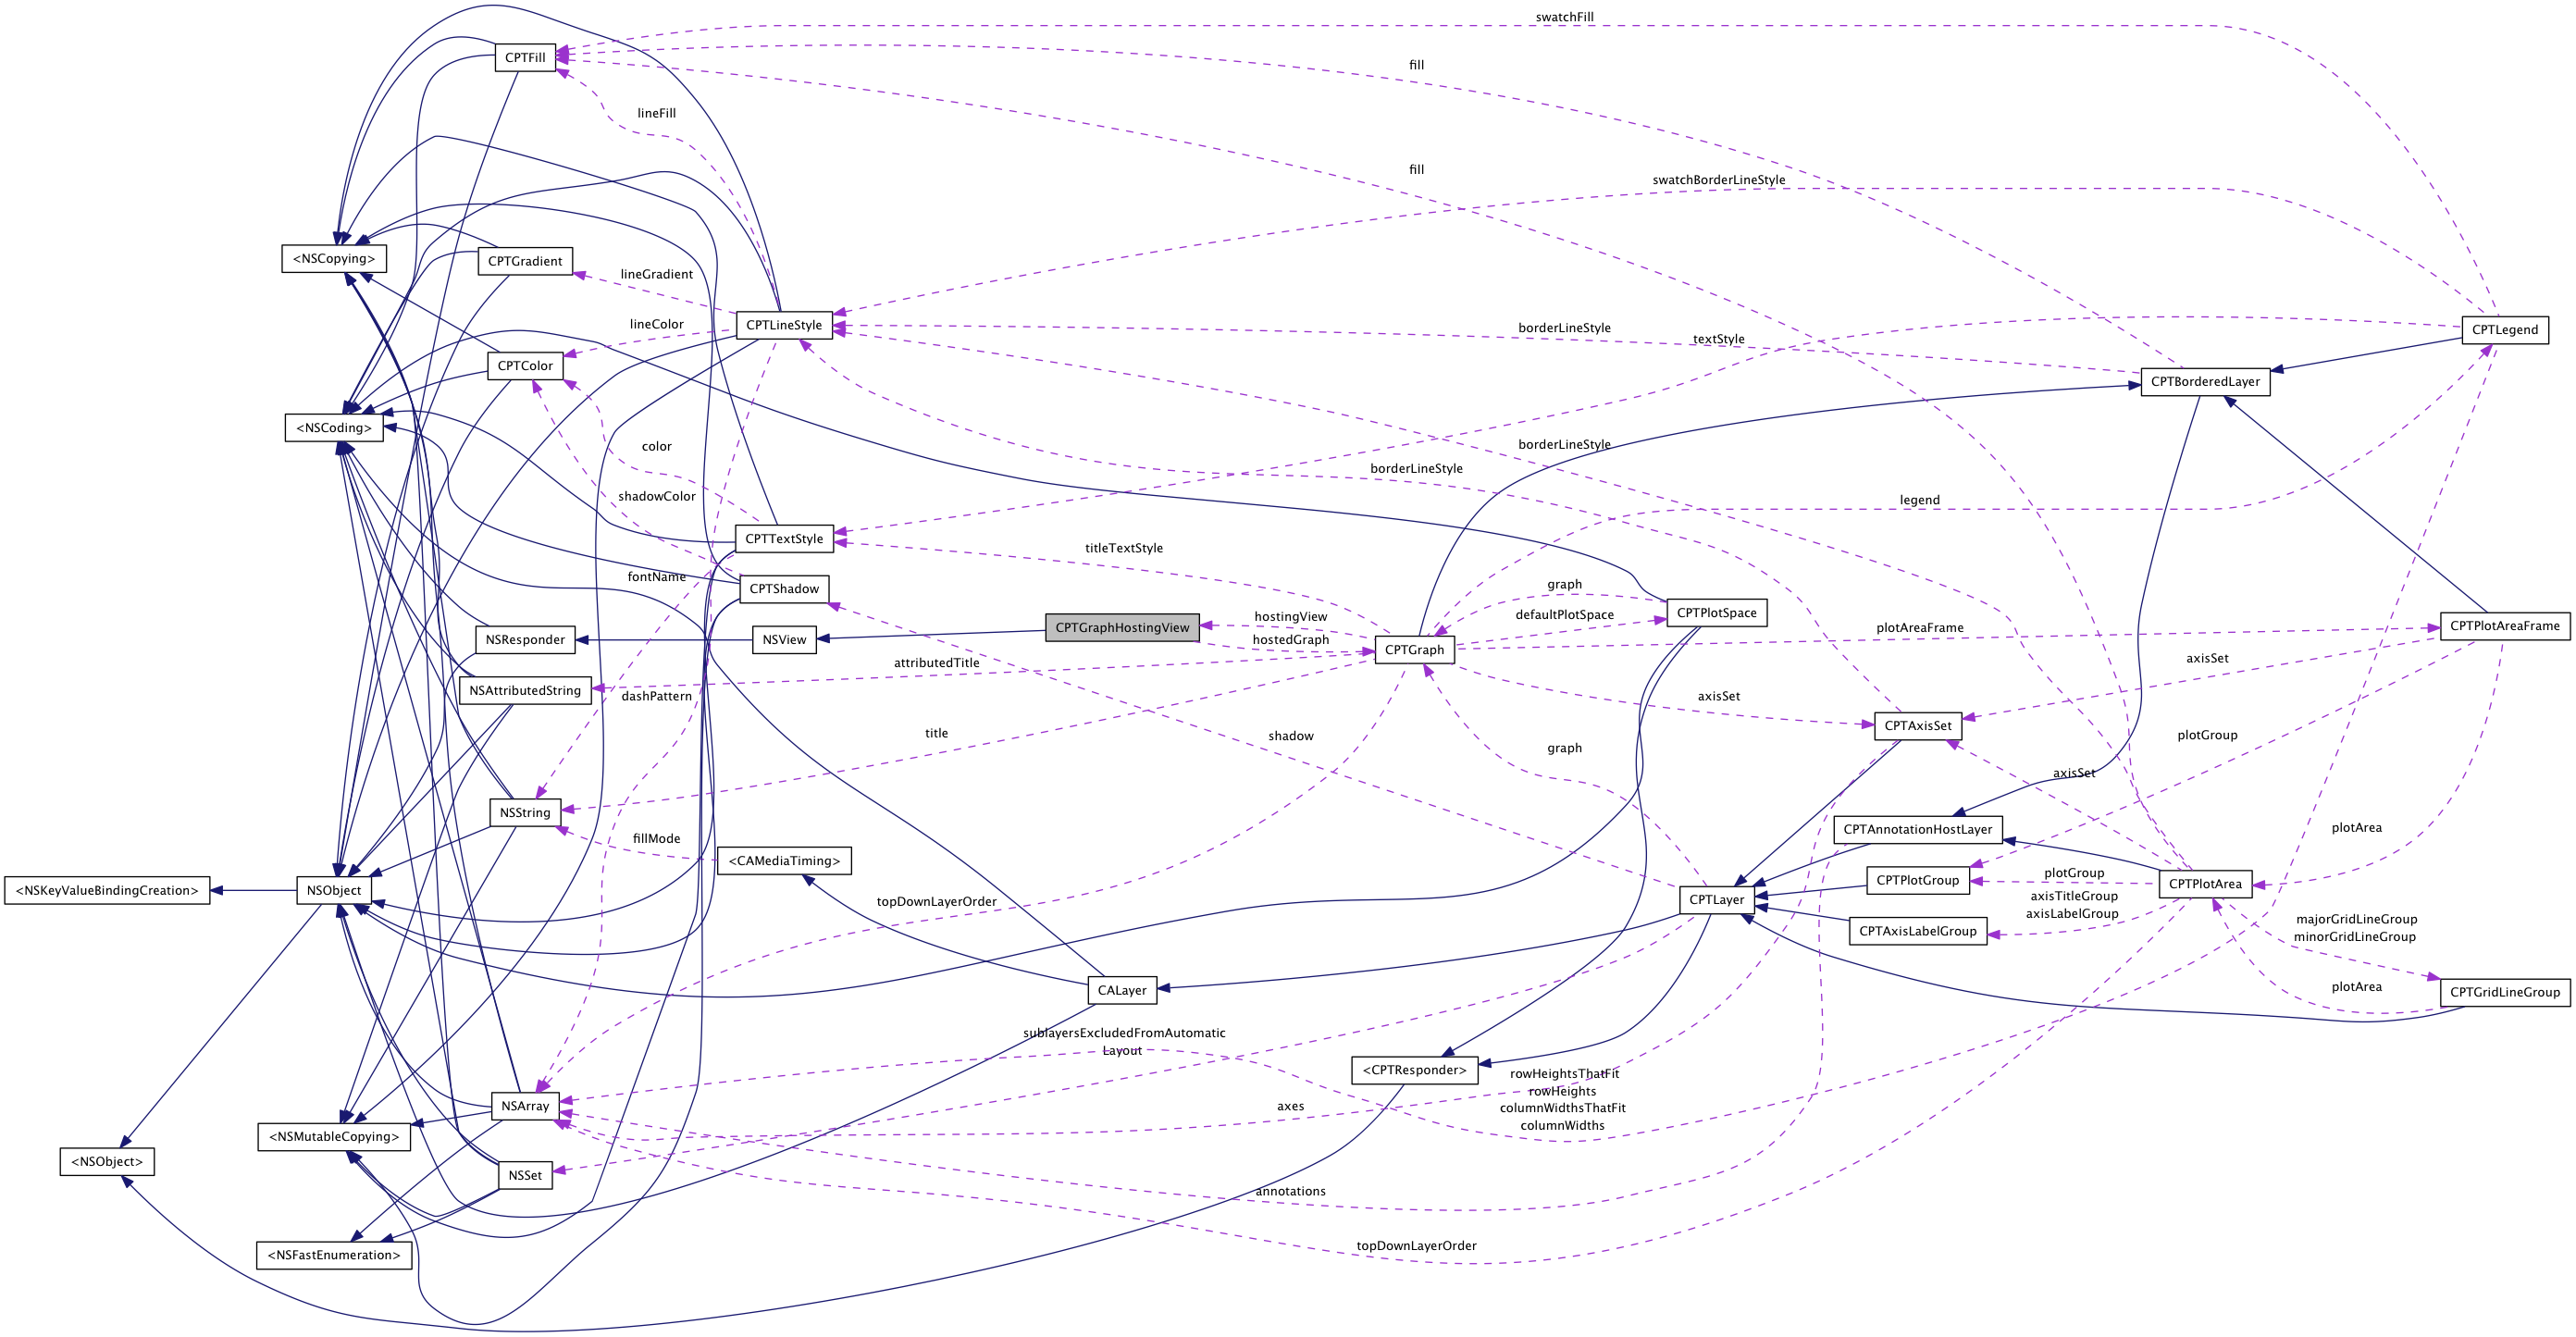 swatchFill
CPTFill
fill
lineFill
fill
swatchBorderLineStyle
<NSCopying>
CPTGradient
lineGradient
CPTLineStyle
lineColor
borderLineStyle
textStyle
CPTLegend
CPTColor
CPTBorderedLayer
<NSCoding>
color
borderLineStyle
borderLineStyle
shadowColor
legend
CPTTextStyle
titleTextStyle
fontName
CPTShadow
graph
CPTPlotSpace
defaultPlotSpace
hostingView
CPTGraphHostingView
NSResponder
NSView
hostedGraph
CPTGraph
plotAreaFrame
CPTPlotAreaFrame
axisSet
attributedTitle
NSAttributedString
dashPattern
axisSet
CPTAxisSet
title
shadow
graph
plotGroup
axisSet
NSString
fillMode
<CAMediaTiming>
CPTAnnotationHostLayer
plotArea
<NSKeyValueBindingCreation>
NSObject
topDownLayerOrder
CPTLayer
CPTPlotGroup
plotGroup
CPTPlotArea
axisTitleGroup
axisLabelGroup
CPTAxisLabelGroup
majorGridLineGroup
minorGridLineGroup
CALayer
plotArea
CPTGridLineGroup
sublayersExcludedFromAutomatic
Layout
<CPTResponder>
rowHeightsThatFit
rowHeights
columnWidthsThatFit
columnWidths
NSArray
axes
<NSMutableCopying>
<NSObject>
NSSet
annotations
topDownLayerOrder
<NSFastEnumeration>